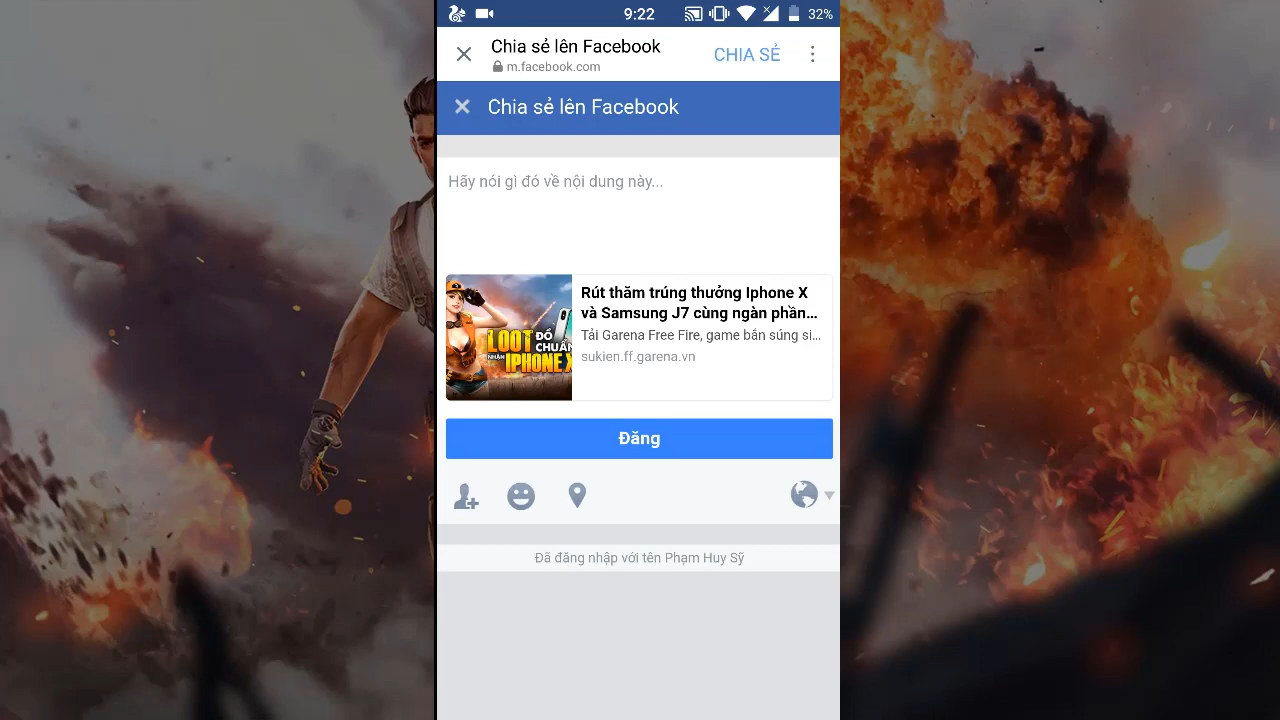 9:22
32%
Chia sẻ lên Facebook
m.facebook.com
CHIA SẺ
Chia sẻ lên Facebook
Hãy nói gì đó về nội dung này...
LOOT ĐỒ CHUẨN
NHẬN IPHONE X
Rút thăm trúng thưởng Iphone X
và Samsung J7 cùng ngàn phần...
Tải Garena Free Fire, game bắn súng si...
sukien.ff.garena.vn
Đăng
Đã đăng nhập với tên Phạm Huy Sỹ